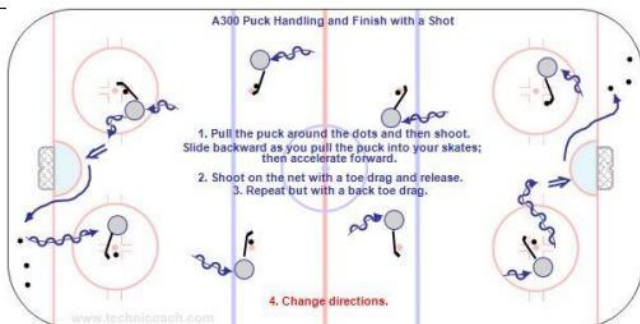 A300 Puck Handling and Finish with a Shot
1. Pull the puck around the dots and then shoot.
Slide backward as you pull the puck into your skates;
then accelerate forward.
2. Shoot on the net with a toe drag and release.
3. Repeat but with a back toe drag.
4. Change directions.
www.technicoach.com